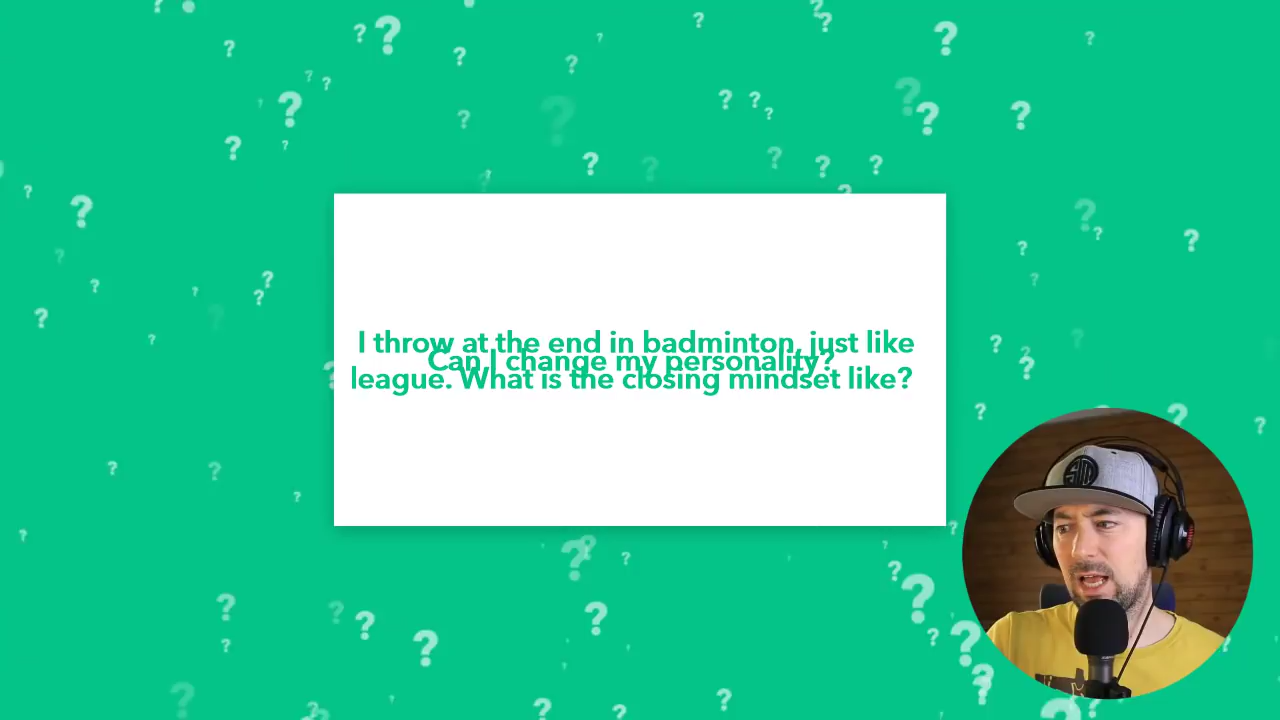 I throw at the end in badminton, just like
Can I change my personality?
league. What is the closing mindset like?